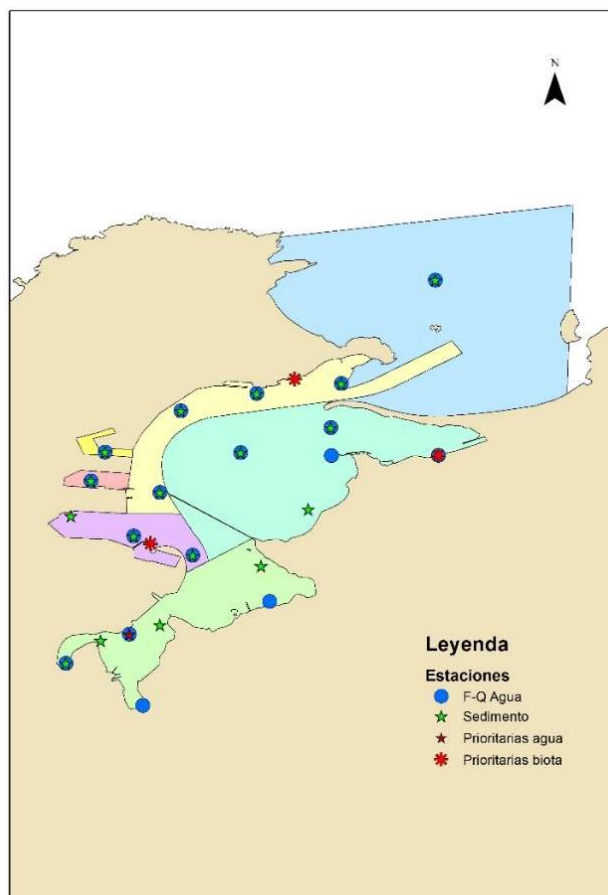 N
Leyenda
Estaciones
F-Q Agua
Sedimento
Prioritarias agua
Prioritarias biota